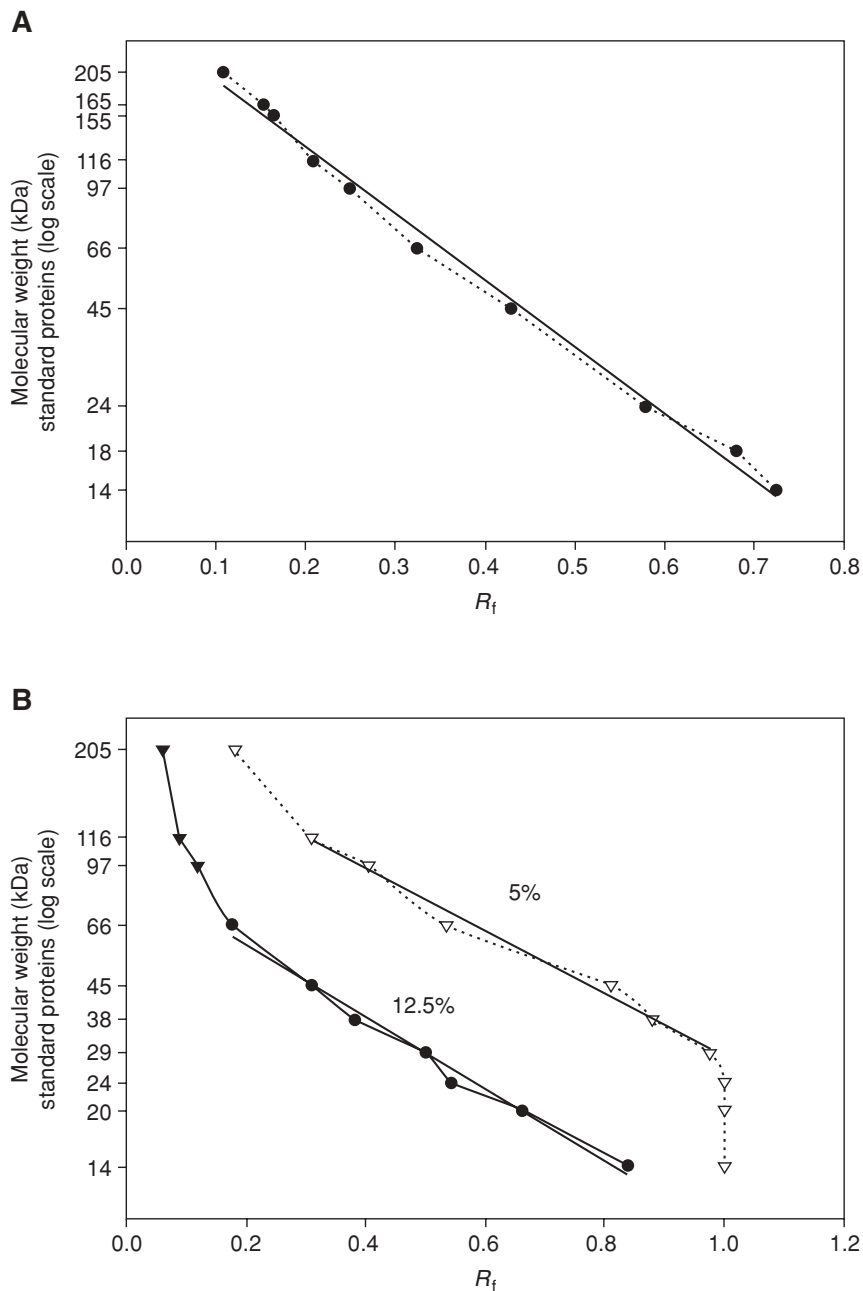 A
205
165
155
116
97
66
45
24
18
14
Molecular weight (kDa)
standard proteins (log scale)
0.0 0.1 0.2 0.3 0.4 0.5 0.6 0.7 0.8
Rf
B
205
116
97
66
45
38
29
24
20
14
Molecular weight (kDa)
standard proteins (log scale)
5%
12.5%
0.0 0.2 0.4 0.6 0.8 1.0 1.2
Rf